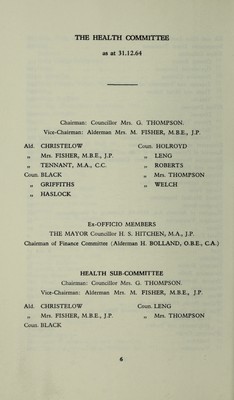 THE HEALTH COMMITTEE
as at 31.12.64
Chairman: Councillor Mrs. G. THOMPSON.
Vice-Chairman: Alderman Mrs. M. FISHER, M.B.E., J.P.
Ald. CHRISTELOW
„ Mrs. FISHER, M.B.E., J.P.
„ TENNANT, M.A., C.C.
Coun. BLACK
„ GRIFFITHS
„ HASLOCK
Coun. HOLROYD
„ LENG
„ ROBERTS
„ Mrs. THOMPSON
„ WELCH
Ex-OFFICIO MEMBERS
THE MAYOR Councillor H. S. HITCHEN, M.A., J.P.
Chairman of Finance Committee (Alderman H. BOLLAND, O.B.E., C.A.)
HEALTH SUB-COMMITTEE
Chairman: Councillor Mrs. G. THOMPSON.
Vice-Chairman: Alderman Mrs. M. FISHER, M.B.E., J.P.
Ald. CHRISTELOW
„ Mrs. FISHER, M.B.E., J.P.
Coun. BLACK
Coun. LENG
„ Mrs. THOMPSON
6